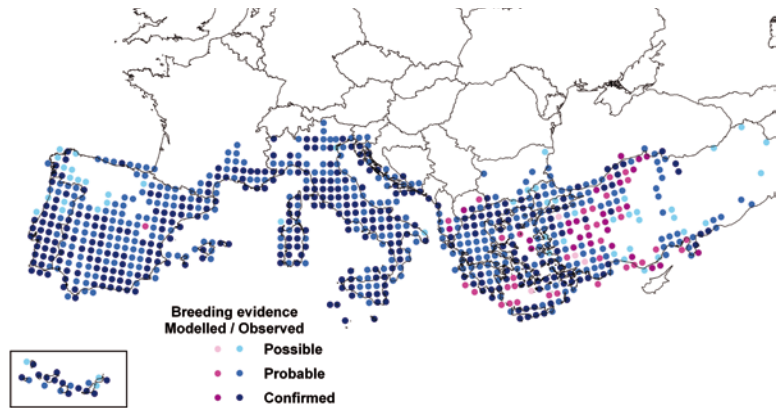 Breeding evidence
Modelled / Observed
Possible
Probable
Confirmed